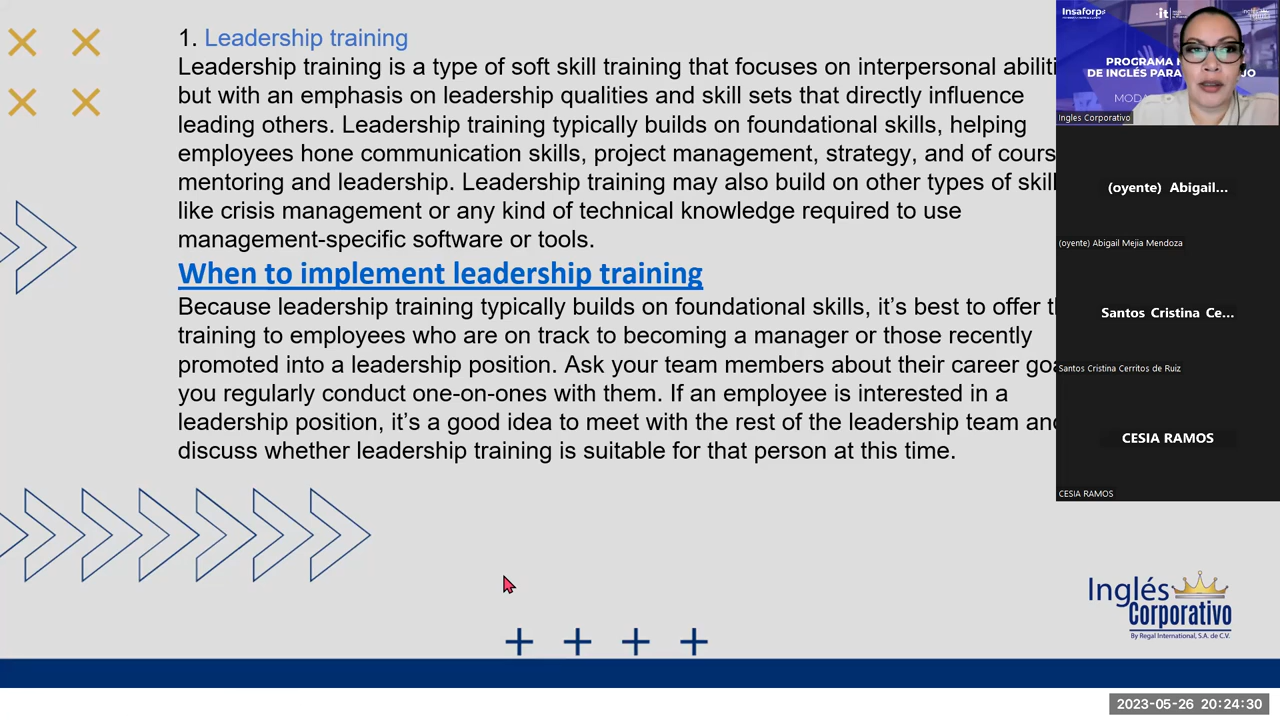 1. Leadership training
Leadership training is a type of soft skill training that focuses on interpersonal abiliti
but with an emphasis on leadership qualities and skill sets that directly influence
leading others. Leadership training typically builds on foundational skills, helping
employees hone communication skills, project management, strategy, and of cours
mentoring and leadership. Leadership training may also build on other types of skil
like crisis management or any kind of technical knowledge required to use
management-specific software or tools.
When to implement leadership training
Because leadership training typically builds on foundational skills, it's best to offer t
training to employees who are on track to becoming a manager or those recently
promoted into a leadership position. Ask your team members about their career goa
you regularly conduct one-on-ones with them. If an employee is interested in a
leadership position, it's a good idea to meet with the rest of the leadership team and
discuss whether leadership training is suitable for that person at this time.
Insaforp
PROGRAMA
DE INGLÉS PARA JO
MODA
Ingles Corporativo
(oyente) Abigail...
(oyente) Abigail Mejia Mendoza
Santos Cristina Ce...
Santos Cristina Cerritos de Ruiz
CESIA RAMOS
CESIA RAMOS
Inglés
Corporativo
By Regal International, S.A. de C.V.
2023-05-26 20:24:30